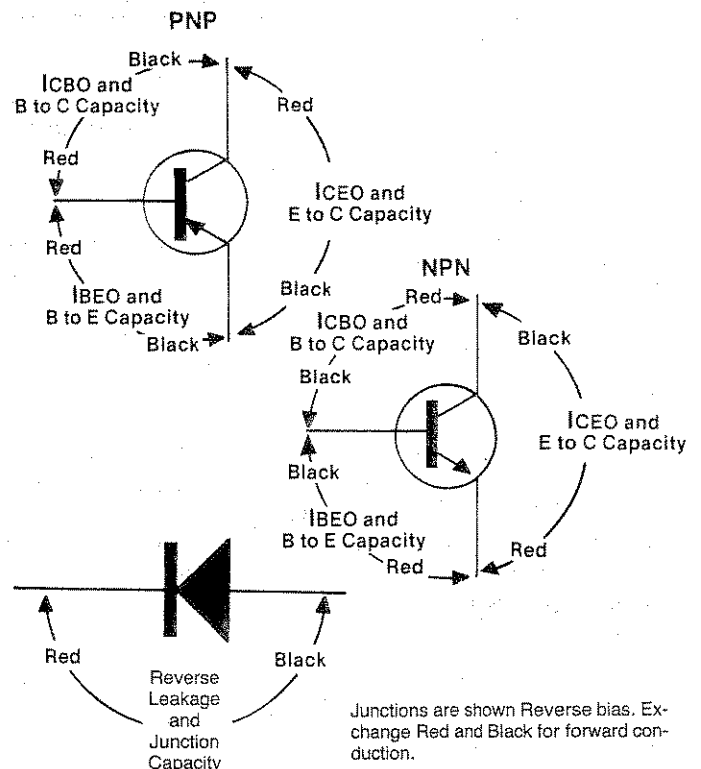 PNP
Black
ICBO and
B to C Capacity
Red
Red
ICEO and
E to C Capacity
Red
Black
IBEO and
B to E Capacity
Black
NPN
Red
ICBO and
B to C Capacity
Black
Black
ICEO and
E to C Capacity
Black
IBEO and
B to E Capacity
Red
Red
Red
Black
Reverse
Leakage
and
Junction
Capacity
Junctions are shown Reverse bias. Ex-
change Red and Black for forward con-
duction.